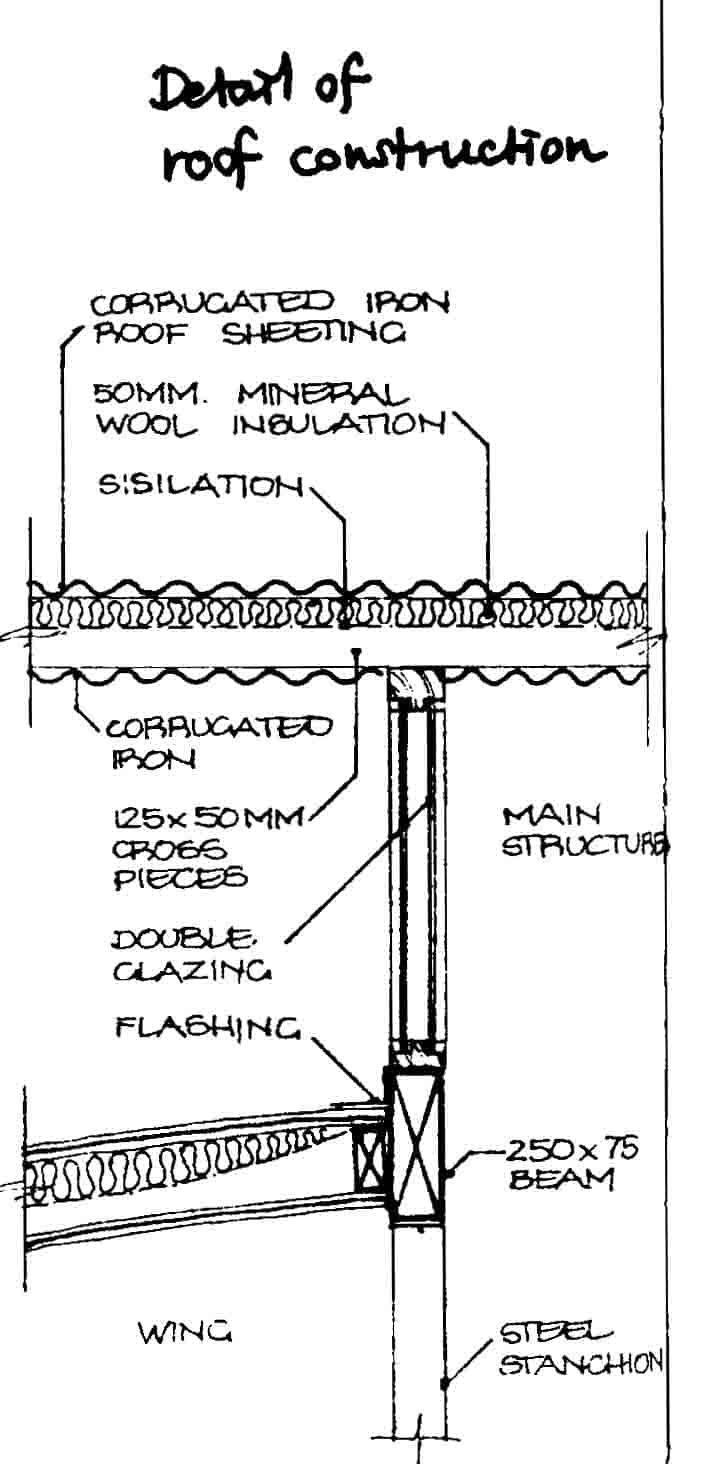 Detail of
roof construction
CORRUGATED IRON
ROOF SHEETING
50MM. MINERAL
WOOL INSULATION
SISILATION
CORRUGATED
IRON
125x50MM
CROSS
PIECES
MAIN
STRUCTURE
DOUBLE.
GLAZING
FLASHING
250x75
BEAM
WING
STEEL
STANCHION